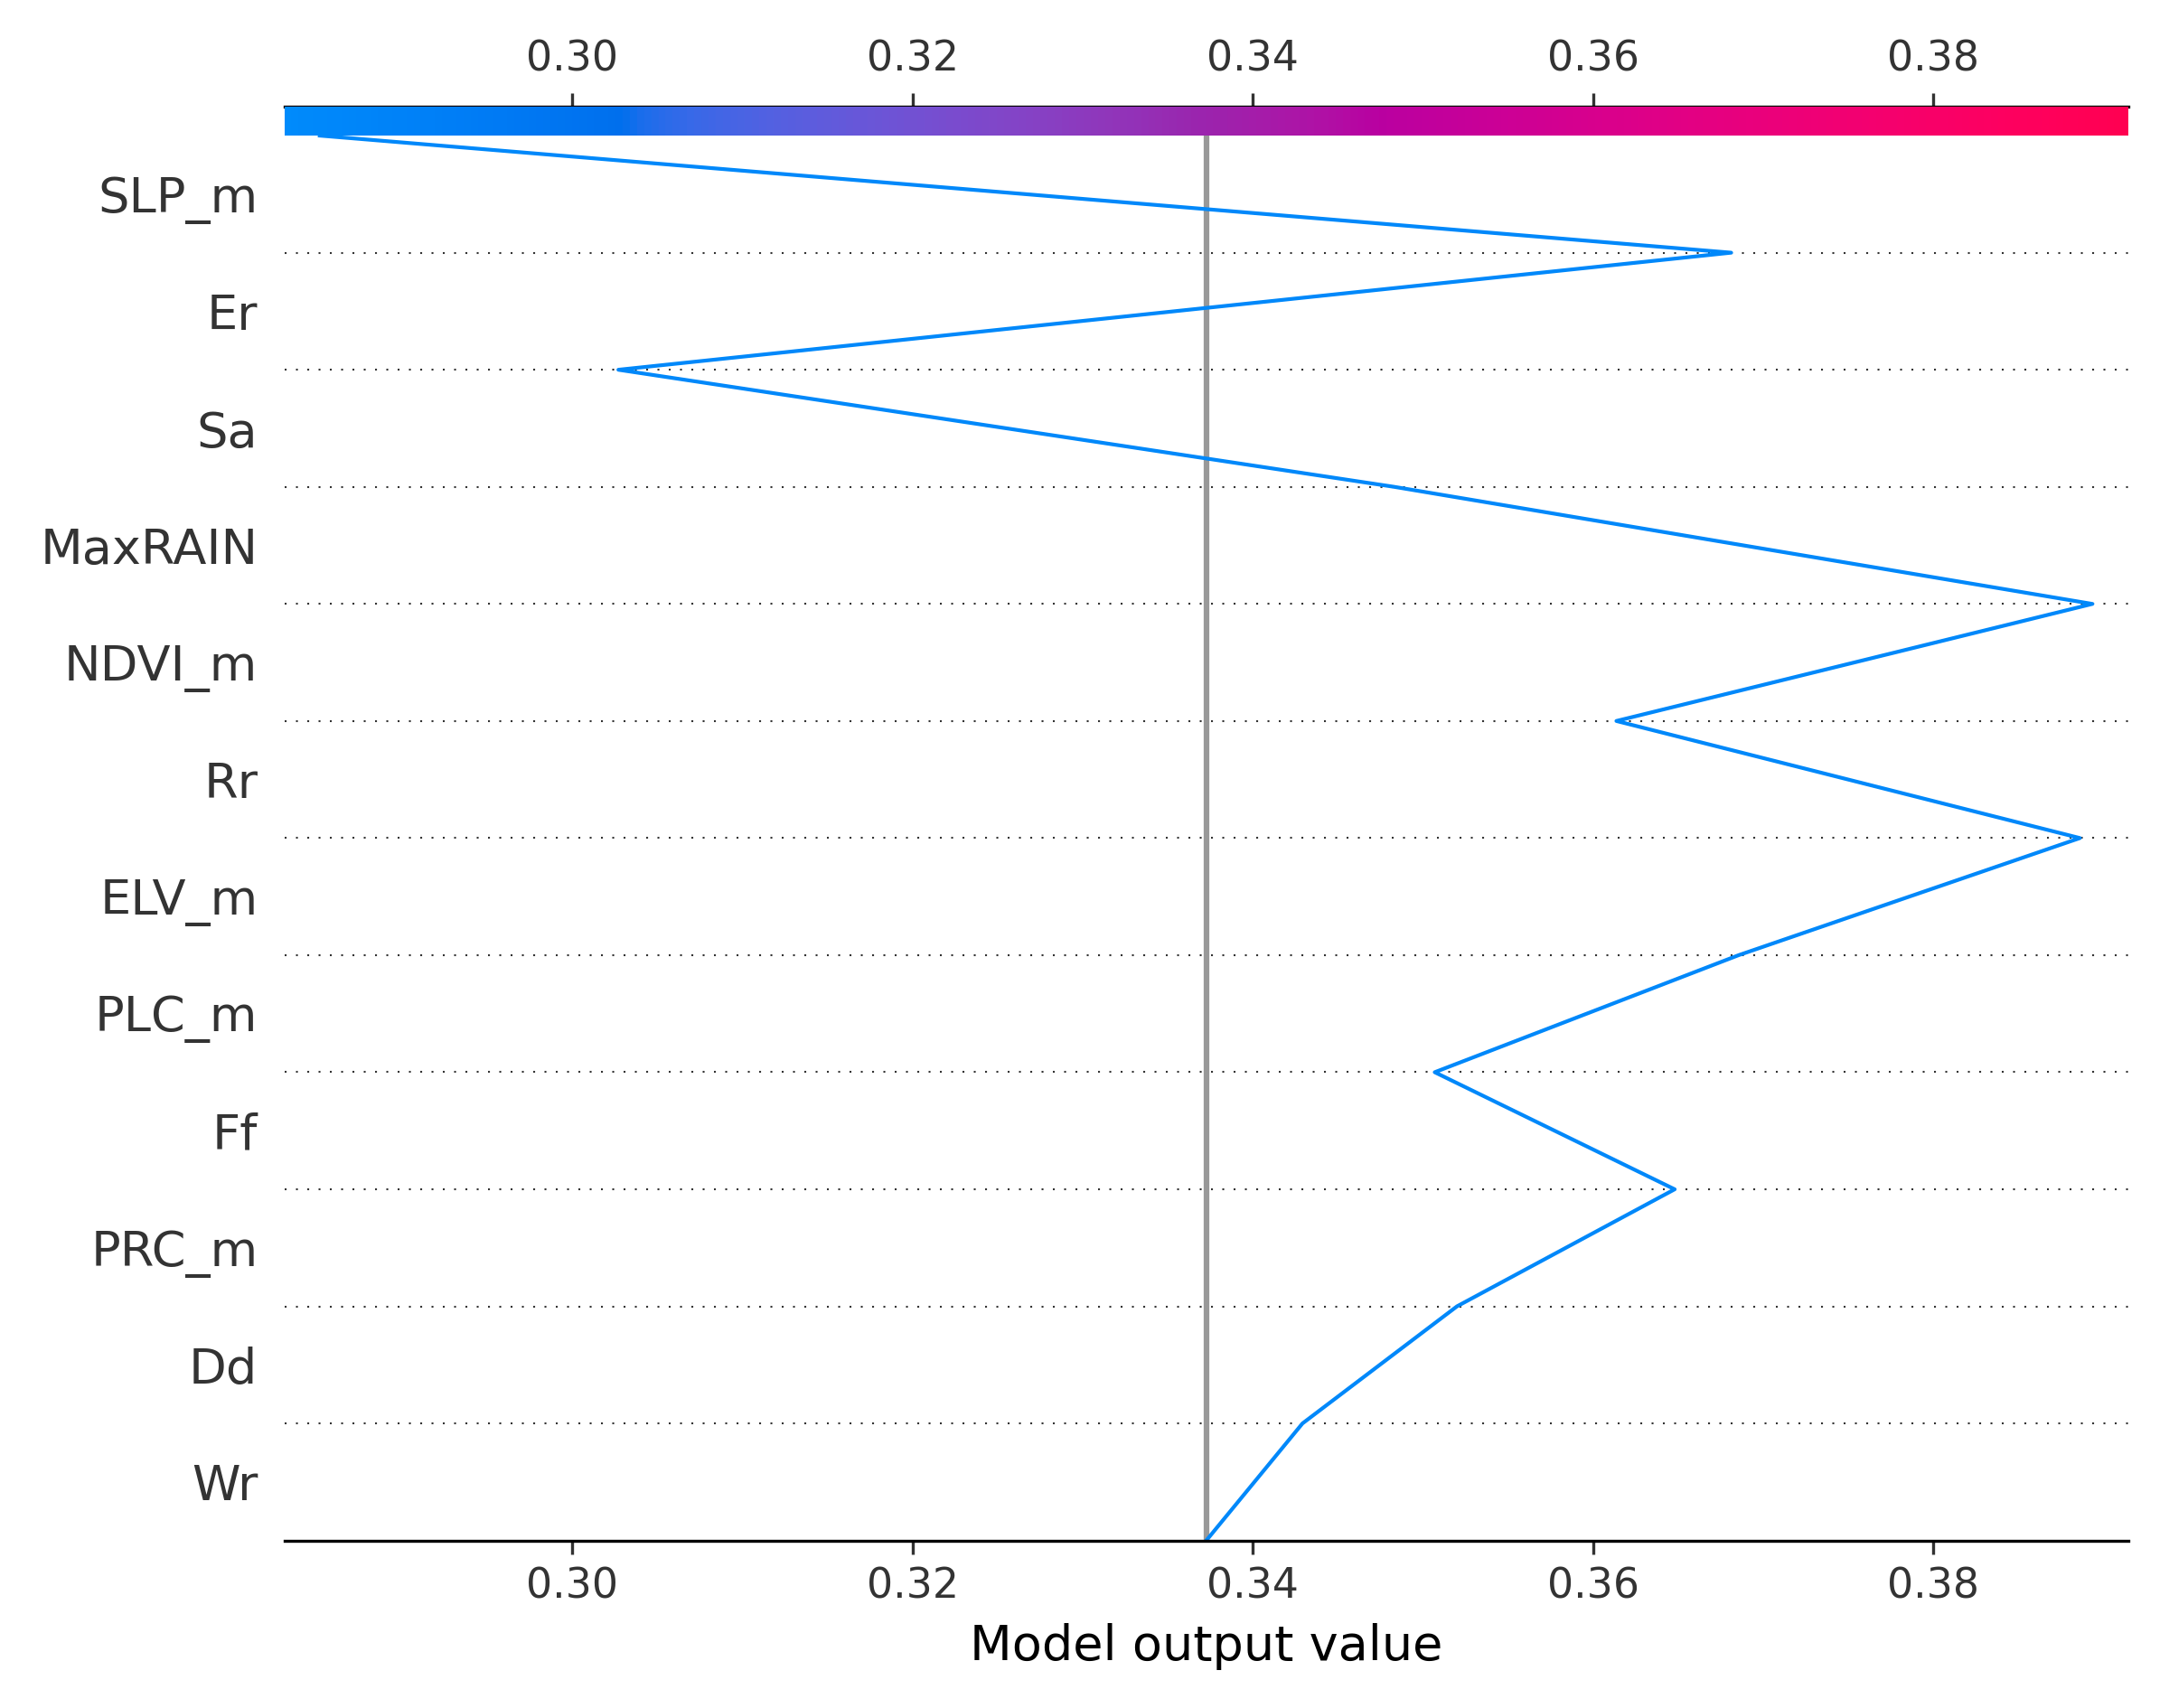 0.30 0.32 0.34 0.36 0.38
SLP_m
Er
Sa
MaxRAIN
NDVI_m
Rr
ELV_m
PLC_m
Ff
PRC_m
Dd
Wr
0.30 0.32 0.34 0.36 0.38
Model output value